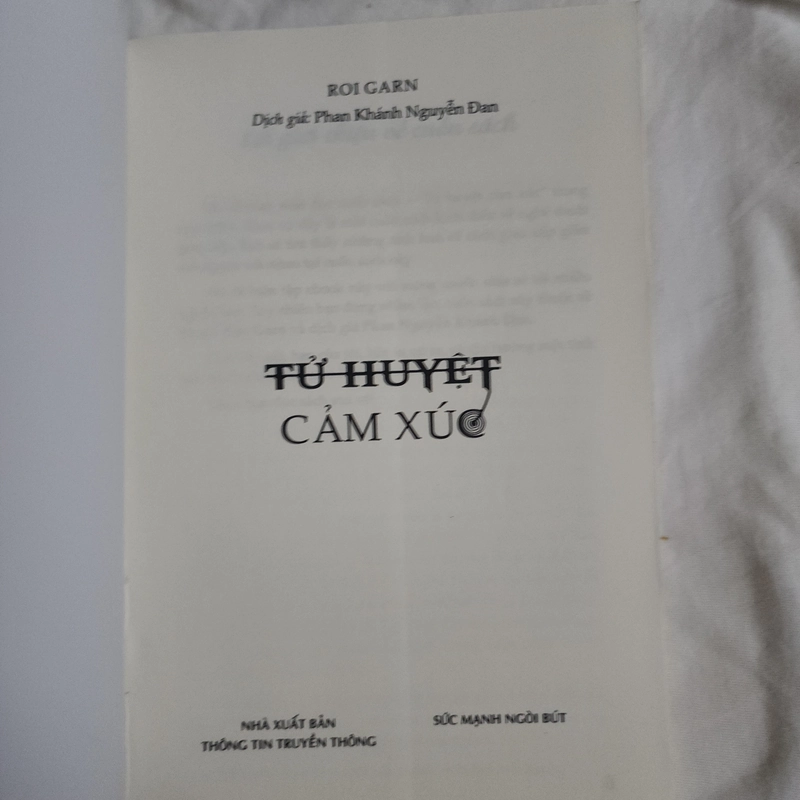 ROI GARN
Dịch giả: Phan Khánh Nguyễn Đan
TỬ HUYỆT
CẢM XÚC
NHÀ XUẤT BẢN
THÔNG TIN TRUYỀN THÔNG
SỨC MẠNH NGÒI BÚT